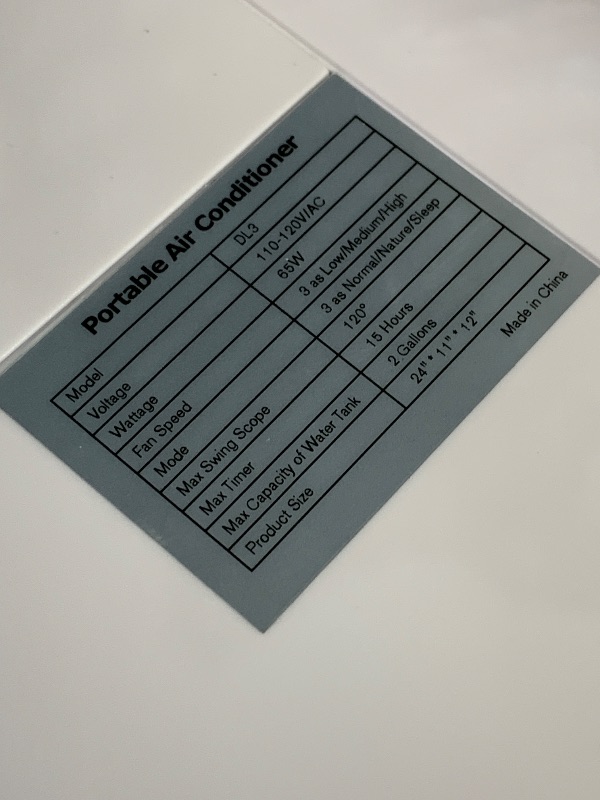 Portable Air Conditioner
Model DL3
Voltage 110-120V/AC
Wattage 65W
Fan Speed 3 as Low/Medium/High
Mode 3 as Normal/Nature/Sleep
Max Swing Scope 120°
Max Timer 15 Hours
Max Capacity of Water Tank 2 Gallons
Product Size 24" * 11" * 12"
Made in China